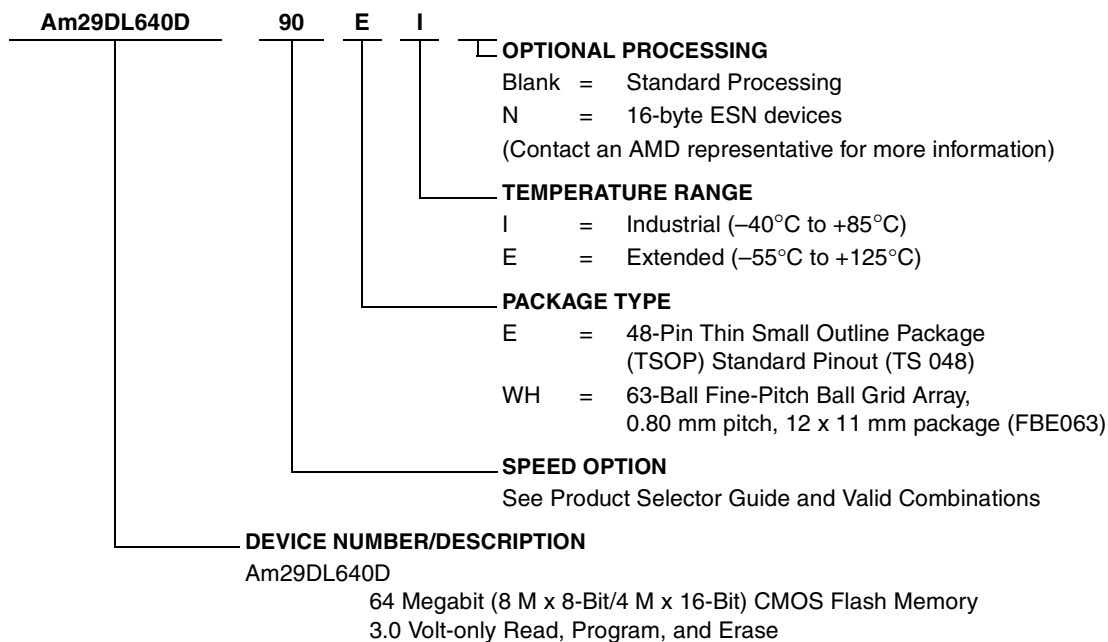 Am29DL640D 90 E I
OPTIONAL PROCESSING
Blank = Standard Processing
N = 16-byte ESN devices
(Contact an AMD representative for more information)
TEMPERATURE RANGE
I = Industrial (–40°C to +85°C)
E = Extended (–55°C to +125°C)
PACKAGE TYPE
E = 48-Pin Thin Small Outline Package
(TSOP) Standard Pinout (TS 048)
WH = 63-Ball Fine-Pitch Ball Grid Array,
0.80 mm pitch, 12 x 11 mm package (FBE063)
SPEED OPTION
See Product Selector Guide and Valid Combinations
DEVICE NUMBER/DESCRIPTION
Am29DL640D
64 Megabit (8 M x 8-Bit/4 M x 16-Bit) CMOS Flash Memory
3.0 Volt-only Read, Program, and Erase